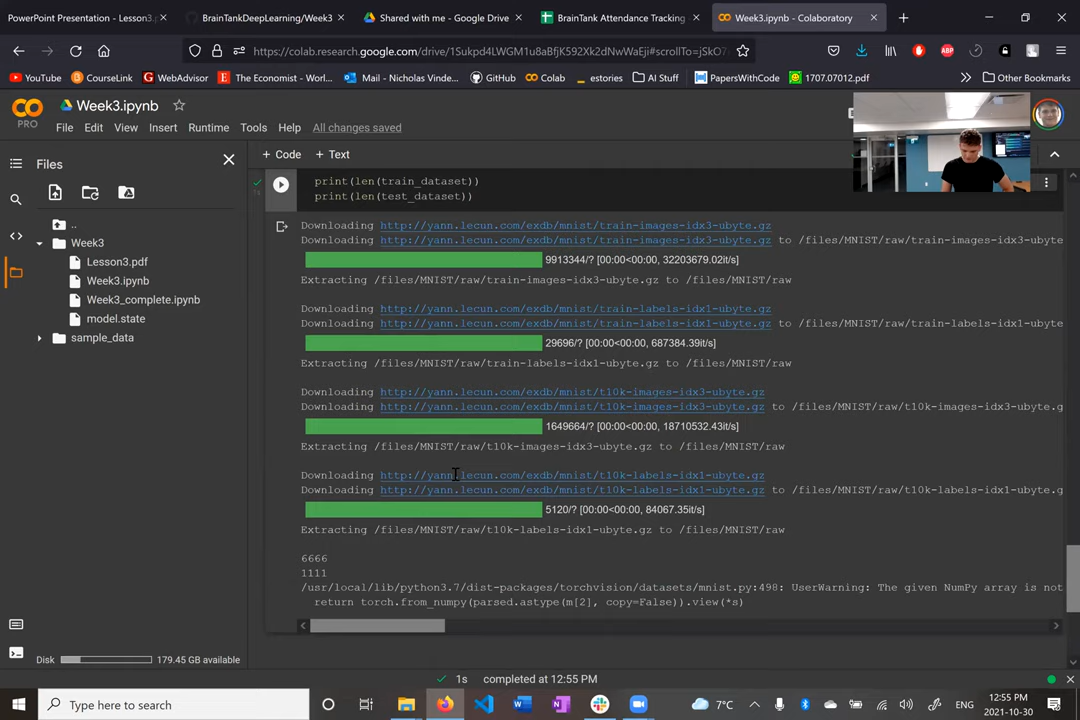 PowerPoint Presentation - Lesson3.p
BrainTankDeepLearning/Week3
Shared with me - Google Drive
BrainTank Attendance Tracking
Week3.ipynb - Colaboratory
https://colab.research.google.com/drive/1Sukpd4LWGM1u8aBfjK592Xk2dNwWaEji#scrollTo=jSkO7
YouTube
CourseLink
WebAdvisor
The Economist - Worl...
Mail - Nicholas Vinde...
GitHub
Colab
estories
AI Stuff
PapersWithCode
1707.07012.pdf
Other Bookmarks
CO
PRO
Week3.ipynb
File Edit View Insert Runtime Tools Help All changes saved
Files
+ Code + Text
..
Week3
Lesson3.pdf
Week3.ipynb
Week3_complete.ipynb
model.state
sample_data
print(len(train_dataset))
print(len(test_dataset))
1s
Downloading http://yann.lecun.com/exdb/mnist/train-images-idx3-ubyte.gz
Downloading http://yann.lecun.com/exdb/mnist/train-images-idx3-ubyte.gz to /files/MNIST/raw/train-images-idx3-ubyte
9913344/? [00:00<00:00, 32203679.02it/s]
Extracting /files/MNIST/raw/train-images-idx3-ubyte.gz to /files/MNIST/raw
Downloading http://yann.lecun.com/exdb/mnist/train-labels-idx1-ubyte.gz
Downloading http://yann.lecun.com/exdb/mnist/train-labels-idx1-ubyte.gz to /files/MNIST/raw/train-labels-idx1-ubyte
29696/? [00:00<00:00, 687384.39it/s]
Extracting /files/MNIST/raw/train-labels-idx1-ubyte.gz to /files/MNIST/raw
Downloading http://yann.lecun.com/exdb/mnist/t10k-images-idx3-ubyte.gz
Downloading http://yann.lecun.com/exdb/mnist/t10k-images-idx3-ubyte.gz to /files/MNIST/raw/t10k-images-idx3-ubyte.g
1649664/? [00:00<00:00, 18710532.43it/s]
Extracting /files/MNIST/raw/t10k-images-idx3-ubyte.gz to /files/MNIST/raw
Downloading http://yann.lecun.com/exdb/mnist/t10k-labels-idx1-ubyte.gz
Downloading http://yann.lecun.com/exdb/mnist/t10k-labels-idx1-ubyte.gz to /files/MNIST/raw/t10k-labels-idx1-ubyte.g
5120/? [00:00<00:00, 84067.35it/s]
Extracting /files/MNIST/raw/t10k-labels-idx1-ubyte.gz to /files/MNIST/raw
6666
1111
/usr/local/lib/python3.7/dist-packages/torchvision/datasets/mnist.py:498: UserWarning: The given NumPy array is not
return torch.from_numpy(parsed.astype(m[2], copy=False)).view(*s)
Disk 179.45 GB available
1s completed at 12:55 PM
Type here to search
7°C
ENG
12:55 PM
2021-10-30